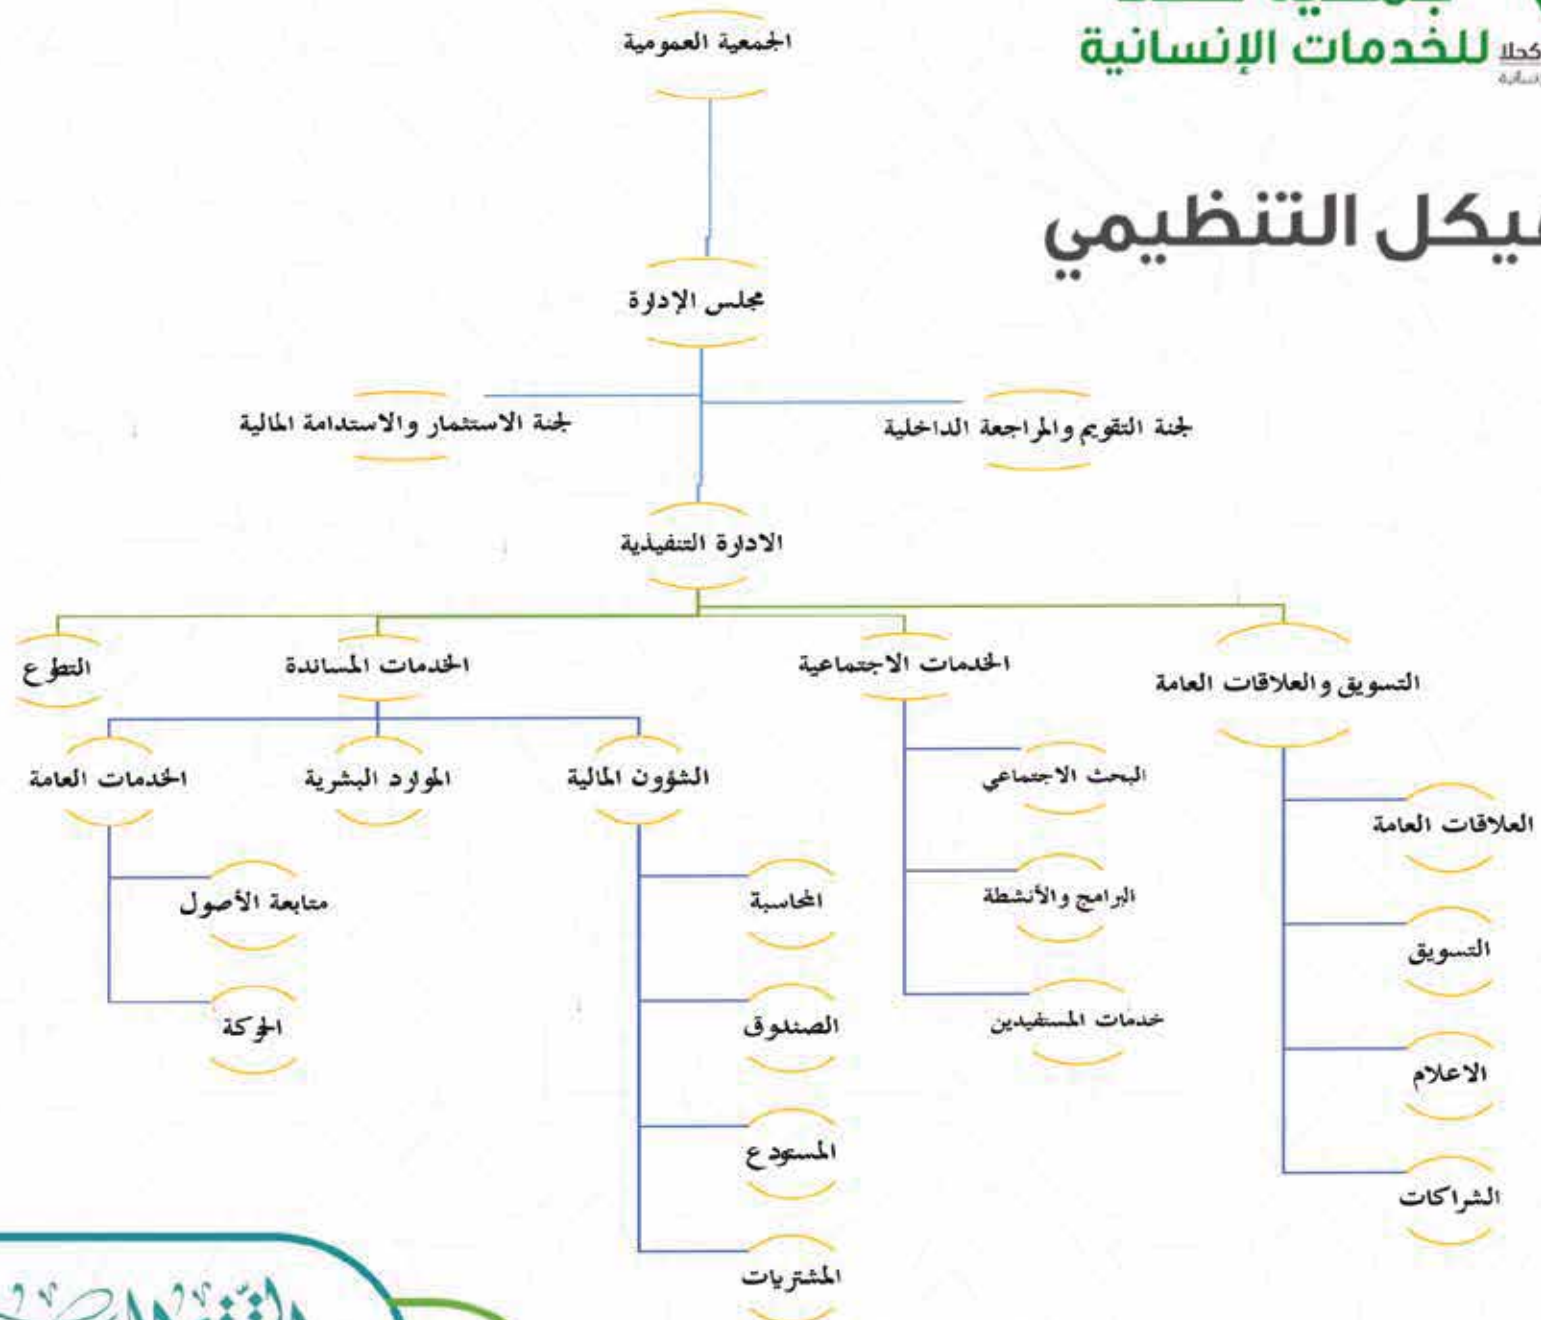 للخدمات الإنسانية
الجمعية العمومية
التنظيمي
مجلس الإدارة
لجنة التقويم والمراجعة الداخلية
لجنة الاستثمار والاستدامة المالية
الادارة التنفيذية
التسويق والعلاقات العامة
الخدمات الاجتماعية
الخدمات المساندة
التطوع
العلاقات العامة
التسويق
الاعلام
الشراكات
البحث الاجتماعي
البرامج والأنشطة
خدمات المستفيدين
الشؤون المالية
الموارد البشرية
الخدمات العامة
المحاسبة
الصندوق
المستودع
المشتريات
متابعة الأصول
الحركة